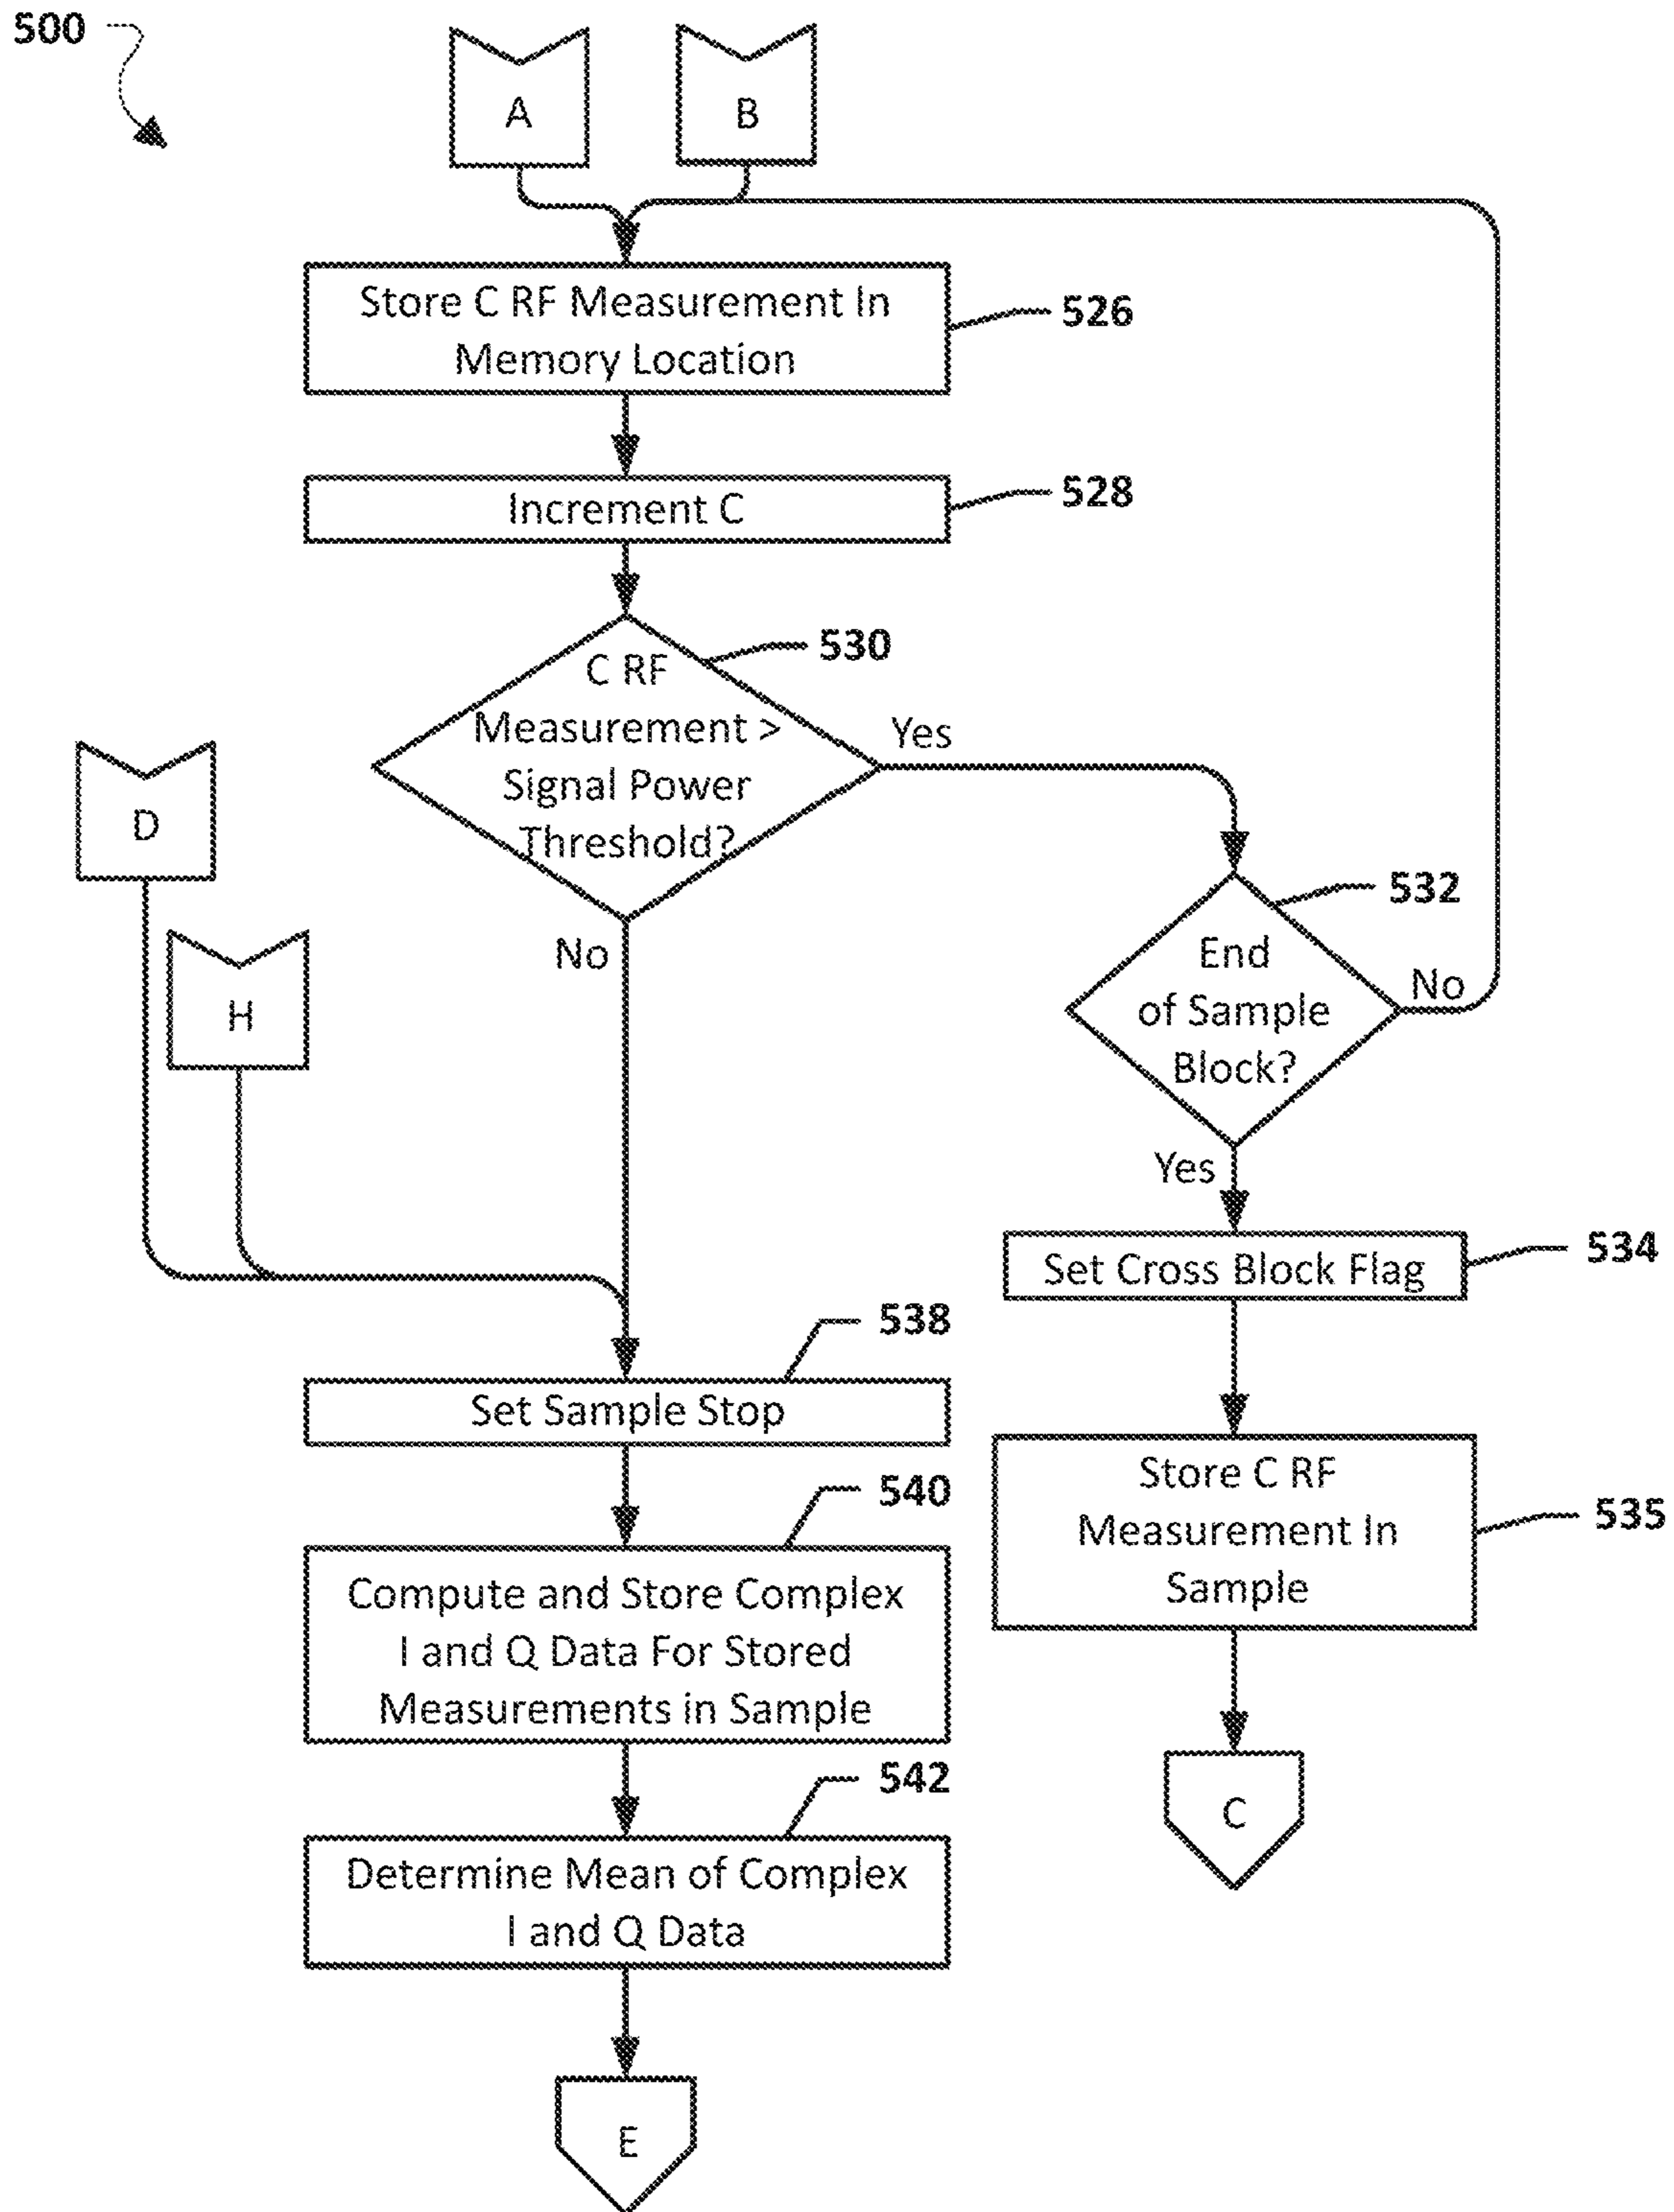 500
A
B
Store C RF Measurement In
Memory Location
526
Increment C
528
530
C RF
Measurement >
Signal Power
Threshold?
Yes
No
D
H
532
End
of Sample
Block?
No
Yes
Set Cross Block Flag
534
538
Set Sample Stop
Store C RF
Measurement In
Sample
535
540
Compute and Store Complex
I and Q Data For Stored
Measurements in Sample
542
Determine Mean of Complex
I and Q Data
C
E